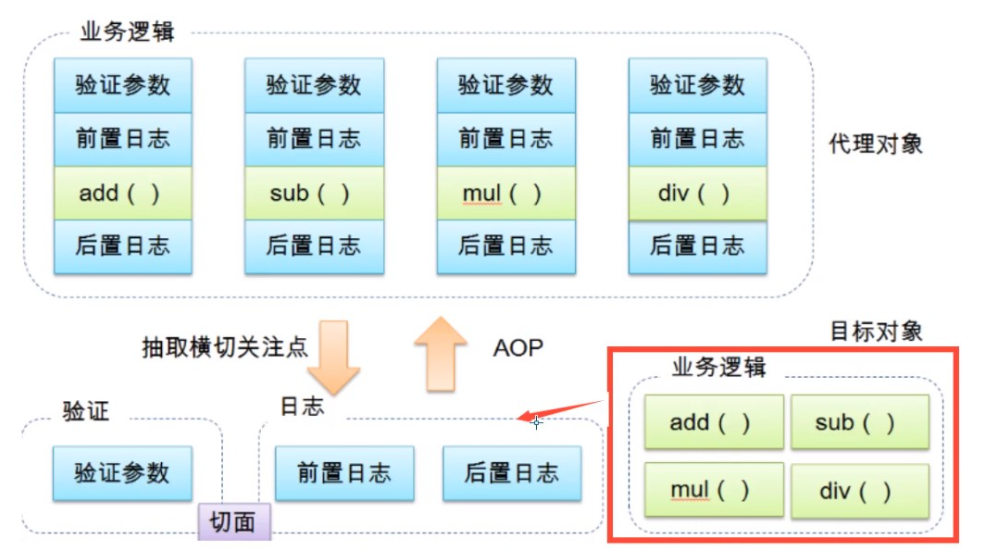 业务逻辑
验证参数 验证参数 验证参数 验证参数
前置日志 前置日志 前置日志 前置日志
add（ ） sub（ ） mul（ ） div（ ）
后置日志 后置日志 后置日志 后置日志
代理对象
抽取横切关注点
AOP
目标对象
业务逻辑
add（ ） sub（ ）
mul（ ） div（ ）
验证
日志
验证参数
前置日志 后置日志
切面